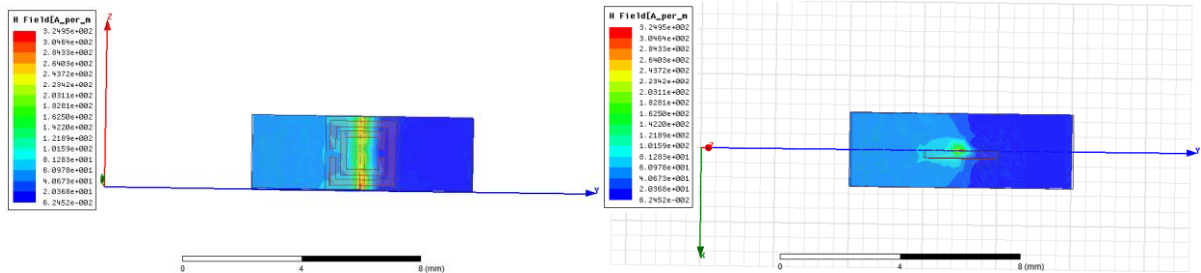 H Field[A_per_m
3.2495e+002
3.0464e+002
2.8433e+002
2.6403e+002
2.4372e+002
2.2342e+002
2.0311e+002
1.8281e+002
1.6250e+002
1.4220e+002
1.2189e+002
1.0159e+002
8.1283e+001
6.0978e+001
4.0673e+001
2.0368e+001
6.2452e-002
Z
Y
0
4
8 (mm)
H Field[A_per_m
3.2495e+002
3.0464e+002
2.8433e+002
2.6403e+002
2.4372e+002
2.2342e+002
2.0311e+002
1.8281e+002
1.6250e+002
1.4220e+002
1.2189e+002
1.0159e+002
8.1283e+001
6.0978e+001
4.0673e+001
2.0368e+001
6.2452e-002
Z
Y
X
0
4
8 (mm)